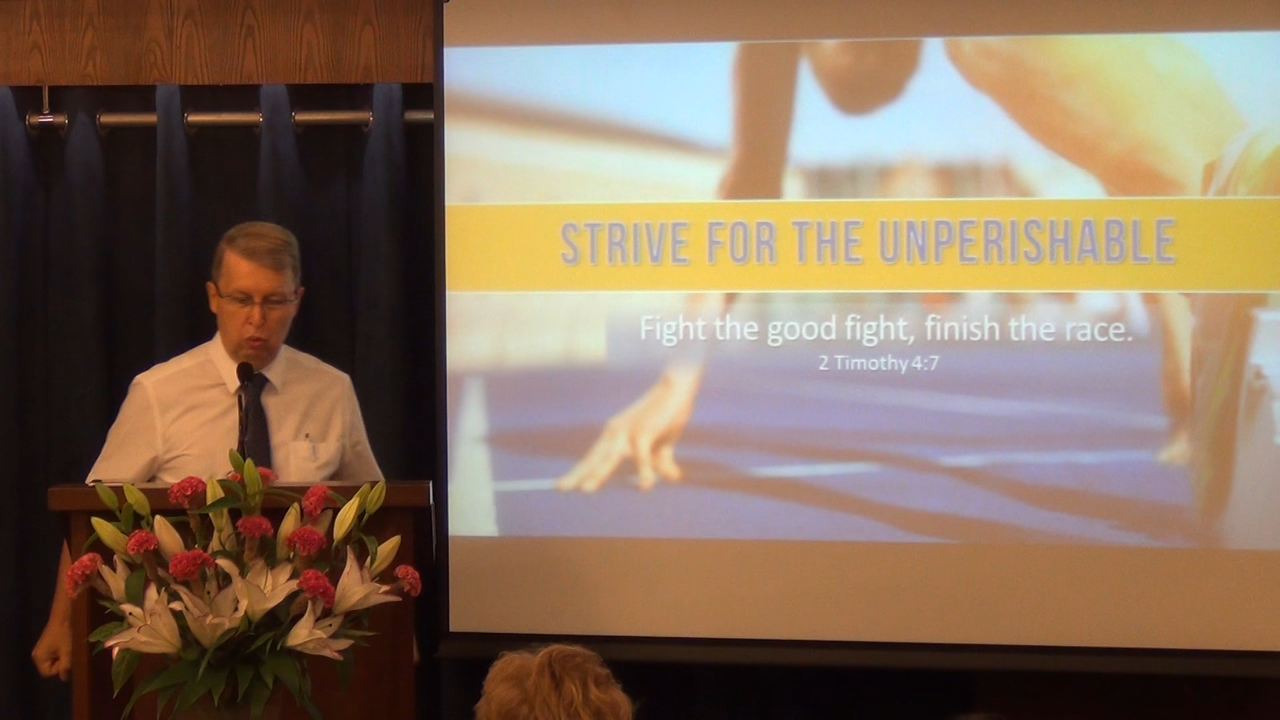 STRIVE FOR THE UNPERISHABLE
Fight the good fight, finish the race.
2 Timothy 4:7